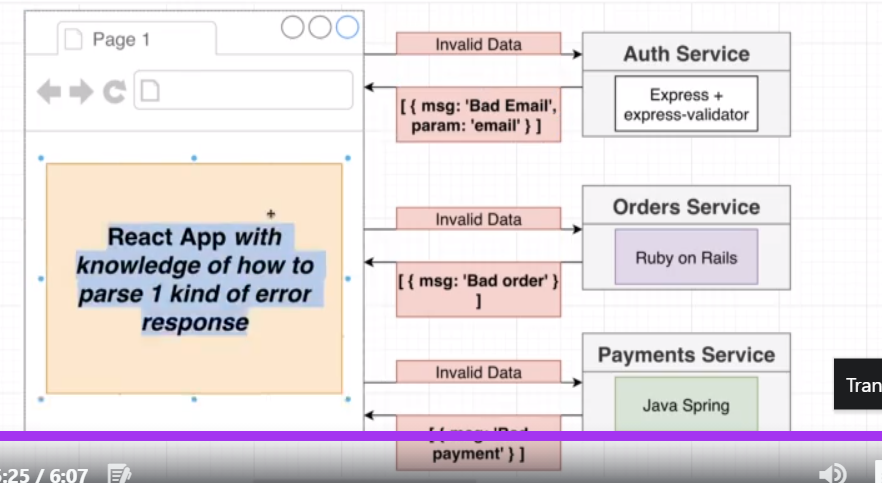 Page 1
Invalid Data
Auth Service
Express +
express-validator
[ { msg: 'Bad Email',
param: 'email' } ]
React App with
knowledge of how to
parse 1 kind of error
response
Invalid Data
Orders Service
Ruby on Rails
[ { msg: 'Bad order' }
]
Invalid Data
Payments Service
Java Spring
[ { msg: 'Bad
payment' } ]
Tran
:25 / 6:07